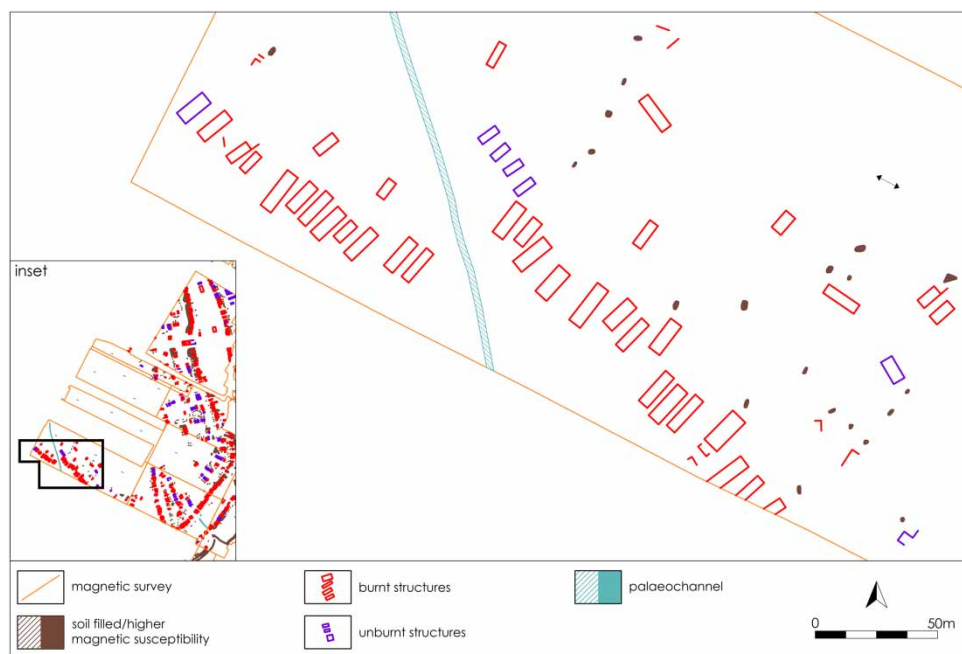 inset
magnetic survey
soil filled/higher
magnetic susceptibility
burnt structures
unburnt structures
palaeochannel
0 50m